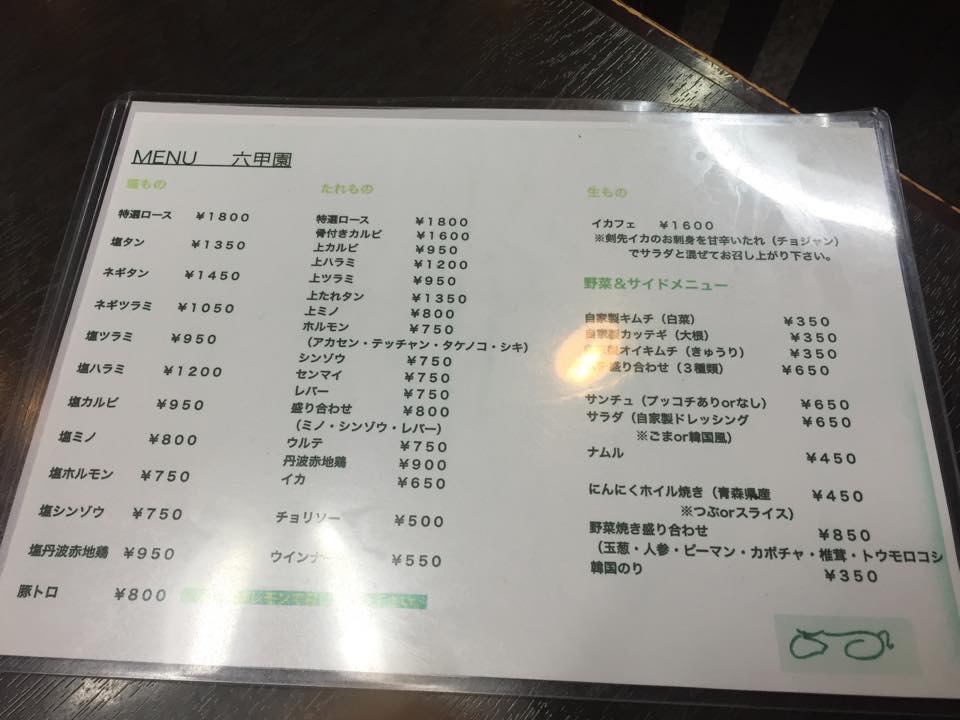 MENU 六甲園
塩もの
特選ロース ¥1800
塩タン ¥1350
ネギタン ¥1450
ネギツラミ ¥1050
塩ツラミ ¥950
塩ハラミ ¥1200
塩カルビ ¥950
塩ミノ ¥800
塩ホルモン ¥750
塩シンゾウ ¥750
塩丹波赤地鶏 ¥950
豚トロ ¥800
たれもの
特選ロース ¥1800
骨付きカルビ ¥1600
上カルビ ¥950
上ハラミ ¥1200
上ツラミ ¥950
上たれタン ¥1350
上ミノ ¥800
ホルモン ¥750
(アカセン・テッチャン・タケノコ・シキ)
シンゾウ ¥750
センマイ ¥750
レバー ¥750
盛り合わせ ¥800
(ミノ・シンゾウ・レバー)
ウルテ ¥750
丹波赤地鶏 ¥900
イカ ¥650
チョリソー ¥500
ウインナー ¥550
生もの
イカフェ ¥1600
※剣先イカのお刺身を甘辛いたれ(チョジャン)
でサラダと混ぜてお召し上がり下さい。
野菜&サイドメニュー
自家製キムチ(白菜) ¥350
自家製カッテギ(大根) ¥350
オイキムチ(きゅうり) ¥350
盛り合わせ(3種類) ¥650
サンチュ(プッコチありorなし) ¥650
サラダ(自家製ドレッシング ¥650
※ごまor韓国風)
ナムル ¥450
にんにくホイル焼き(青森県産 ¥450
※つぶorスライス)
野菜焼き盛り合わせ ¥850
(玉葱・人参・ピーマン・カボチャ・椎茸・トウモロコシ
韓国のり ¥350